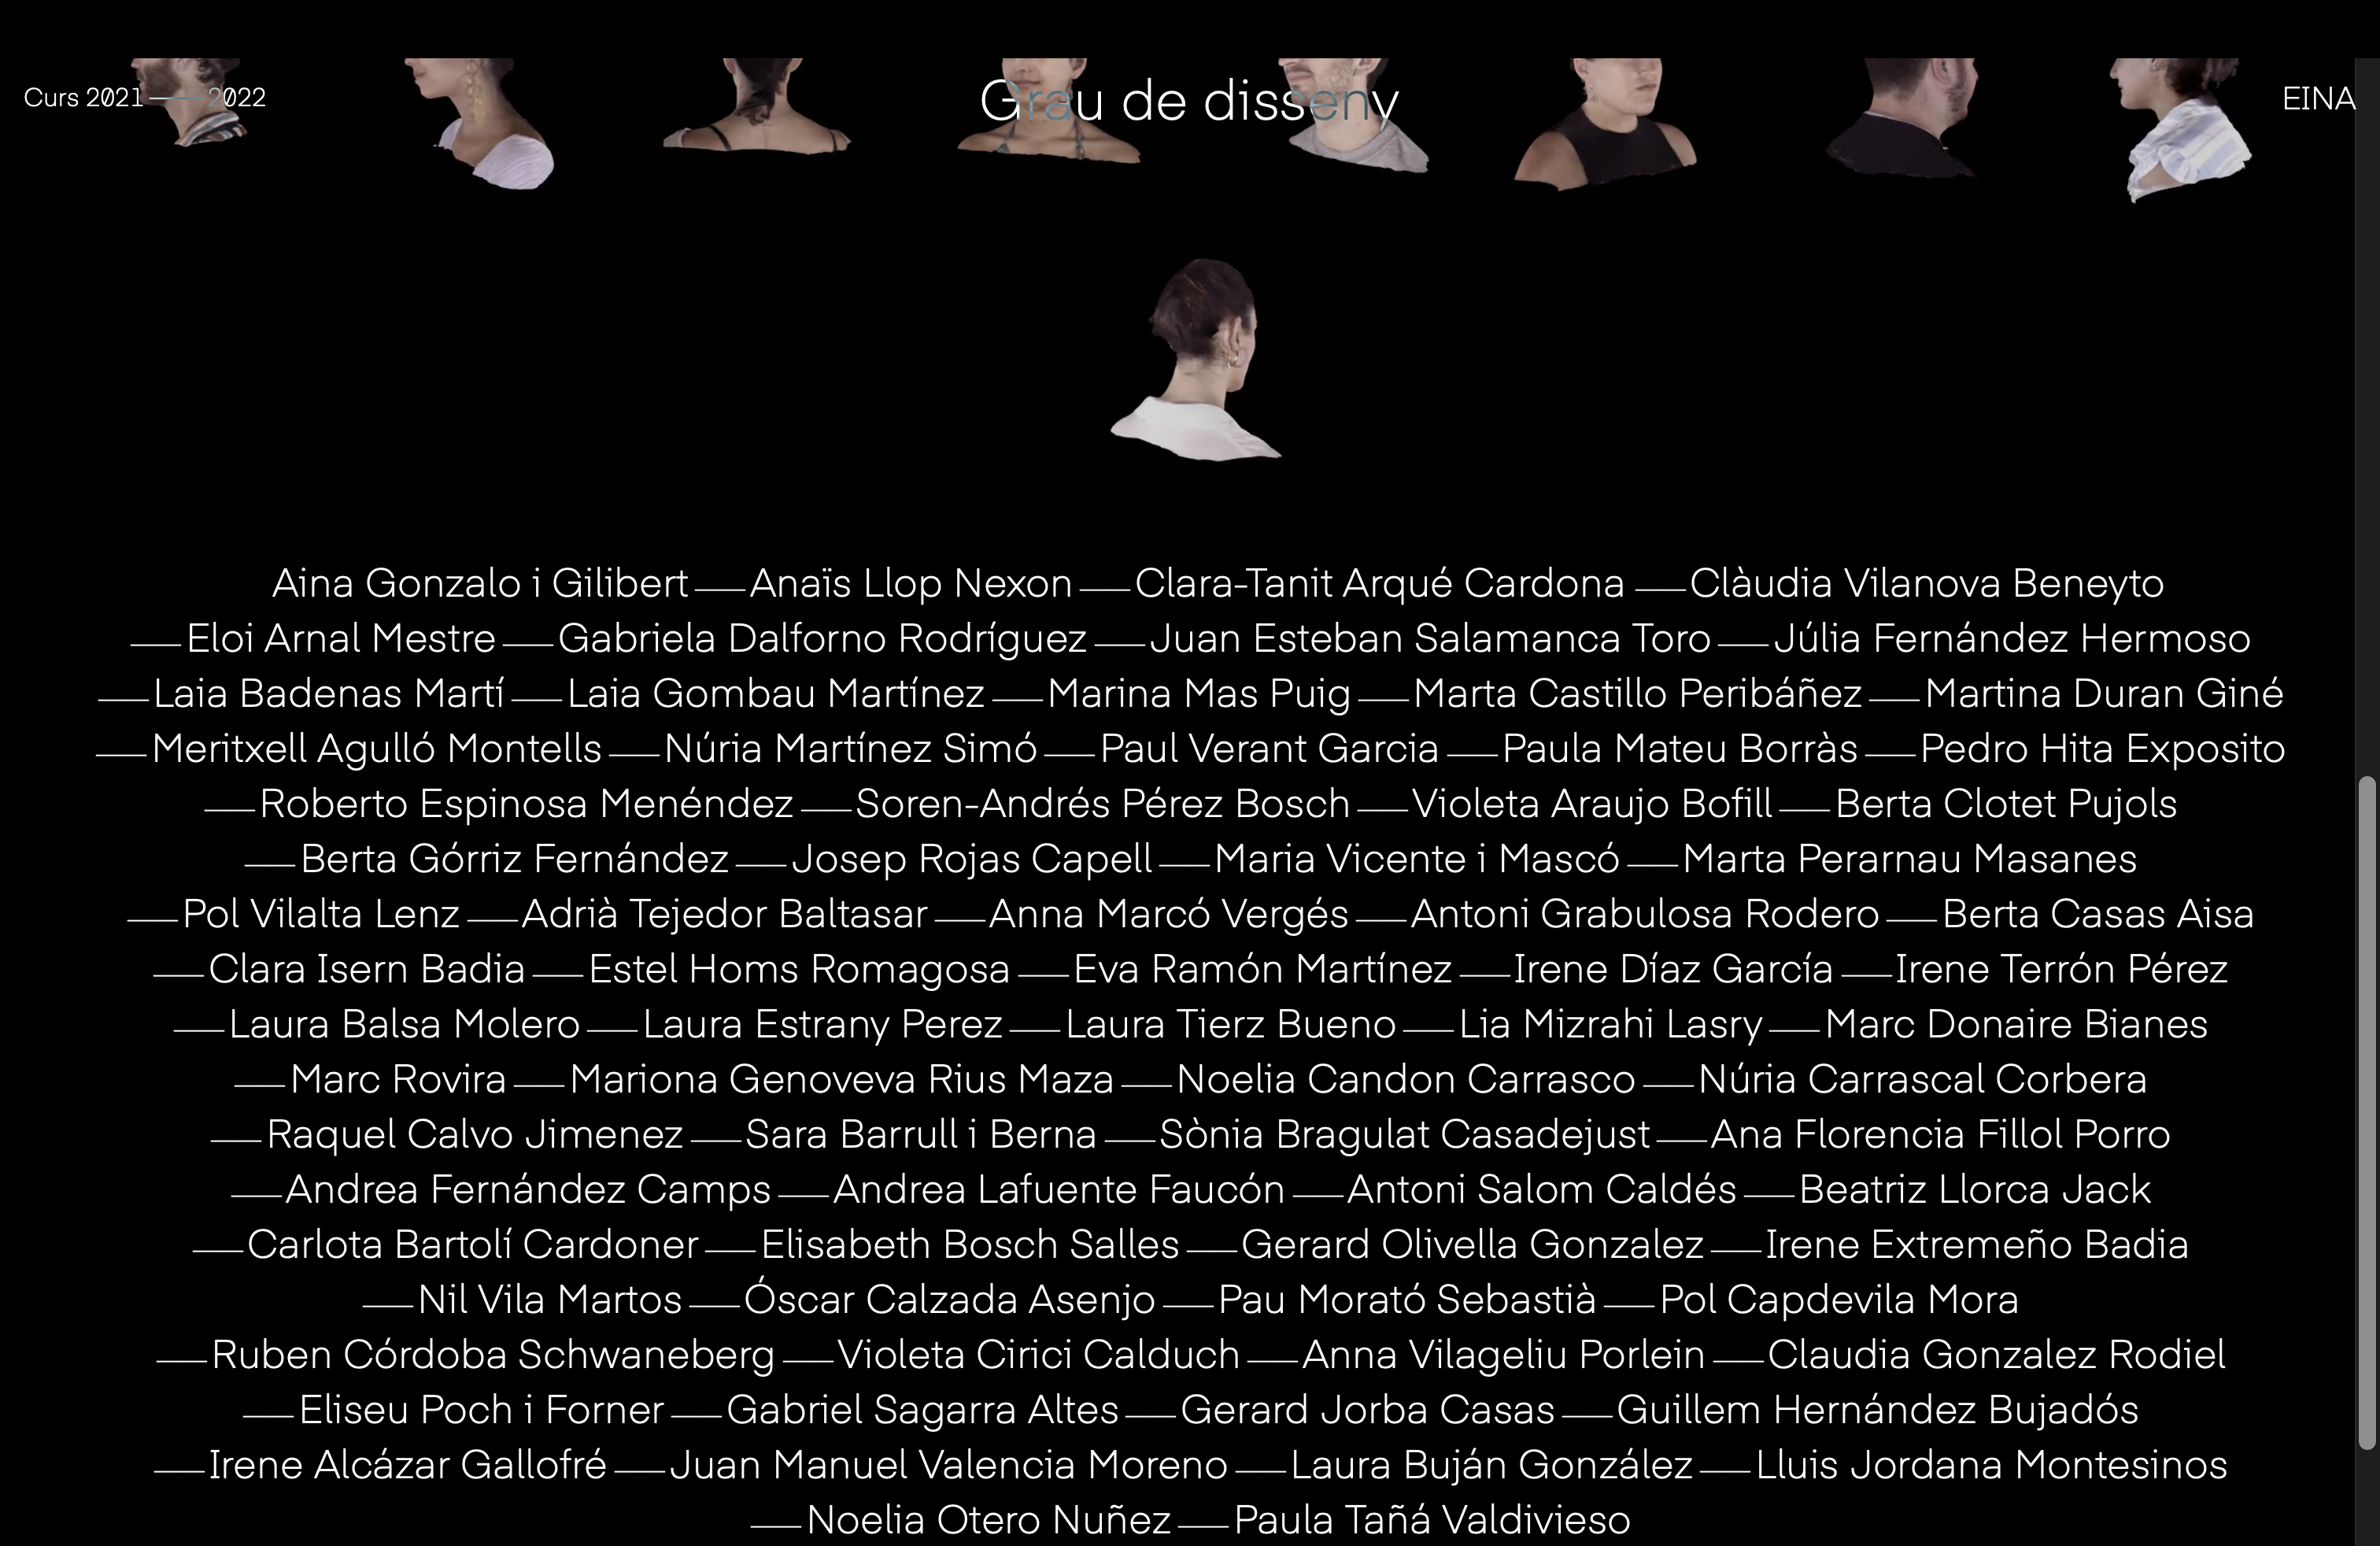 Curs 2021——2022
Grau de disseny
EINA
Aina Gonzalo i Gilibert——Anaïs Llop Nexon——Clara-Tanit Arqué Cardona——Clàudia Vilanova Beneyto
——Eloi Arnal Mestre——Gabriela Dalforno Rodríguez——Juan Esteban Salamanca Toro——Júlia Fernández Hermoso
——Laia Badenas Martí——Laia Gombau Martínez——Marina Mas Puig——Marta Castillo Peribáñez——Martina Duran Giné
——Meritxell Agulló Montells——Núria Martínez Simó——Paul Verant Garcia——Paula Mateu Borràs——Pedro Hita Exposito
——Roberto Espinosa Menéndez——Soren-Andrés Pérez Bosch——Violeta Araujo Bofill——Berta Clotet Pujols
——Berta Górriz Fernández——Josep Rojas Capell——Maria Vicente i Mascó——Marta Perarnau Masanes
——Pol Vilalta Lenz——Adrià Tejedor Baltasar——Anna Marcó Vergés——Antoni Grabulosa Rodero——Berta Casas Aisa
——Clara Isern Badia——Estel Homs Romagosa——Eva Ramón Martínez——Irene Díaz García——Irene Terrón Pérez
——Laura Balsa Molero——Laura Estrany Perez——Laura Tierz Bueno——Lia Mizrahi Lasry——Marc Donaire Bianes
——Marc Rovira——Mariona Genoveva Rius Maza——Noelia Candon Carrasco——Núria Carrascal Corbera
——Raquel Calvo Jimenez——Sara Barrull i Berna——Sònia Bragulat Casadejust——Ana Florencia Fillol Porro
——Andrea Fernández Camps——Andrea Lafuente Faucón——Antoni Salom Caldés——Beatriz Llorca Jack
——Carlota Bartolí Cardoner——Elisabeth Bosch Salles——Gerard Olivella Gonzalez——Irene Extremeño Badia
——Nil Vila Martos——Óscar Calzada Asenjo——Pau Morató Sebastià——Pol Capdevila Mora
——Ruben Córdoba Schwaneberg——Violeta Cirici Calduch——Anna Vilageliu Porlein——Claudia Gonzalez Rodiel
——Eliseu Poch i Forner——Gabriel Sagarra Altes——Gerard Jorba Casas——Guillem Hernández Bujadós
——Irene Alcázar Gallofré——Juan Manuel Valencia Moreno——Laura Buján González——Lluis Jordana Montesinos
——Noelia Otero Nuñez——Paula Tañá Valdivieso